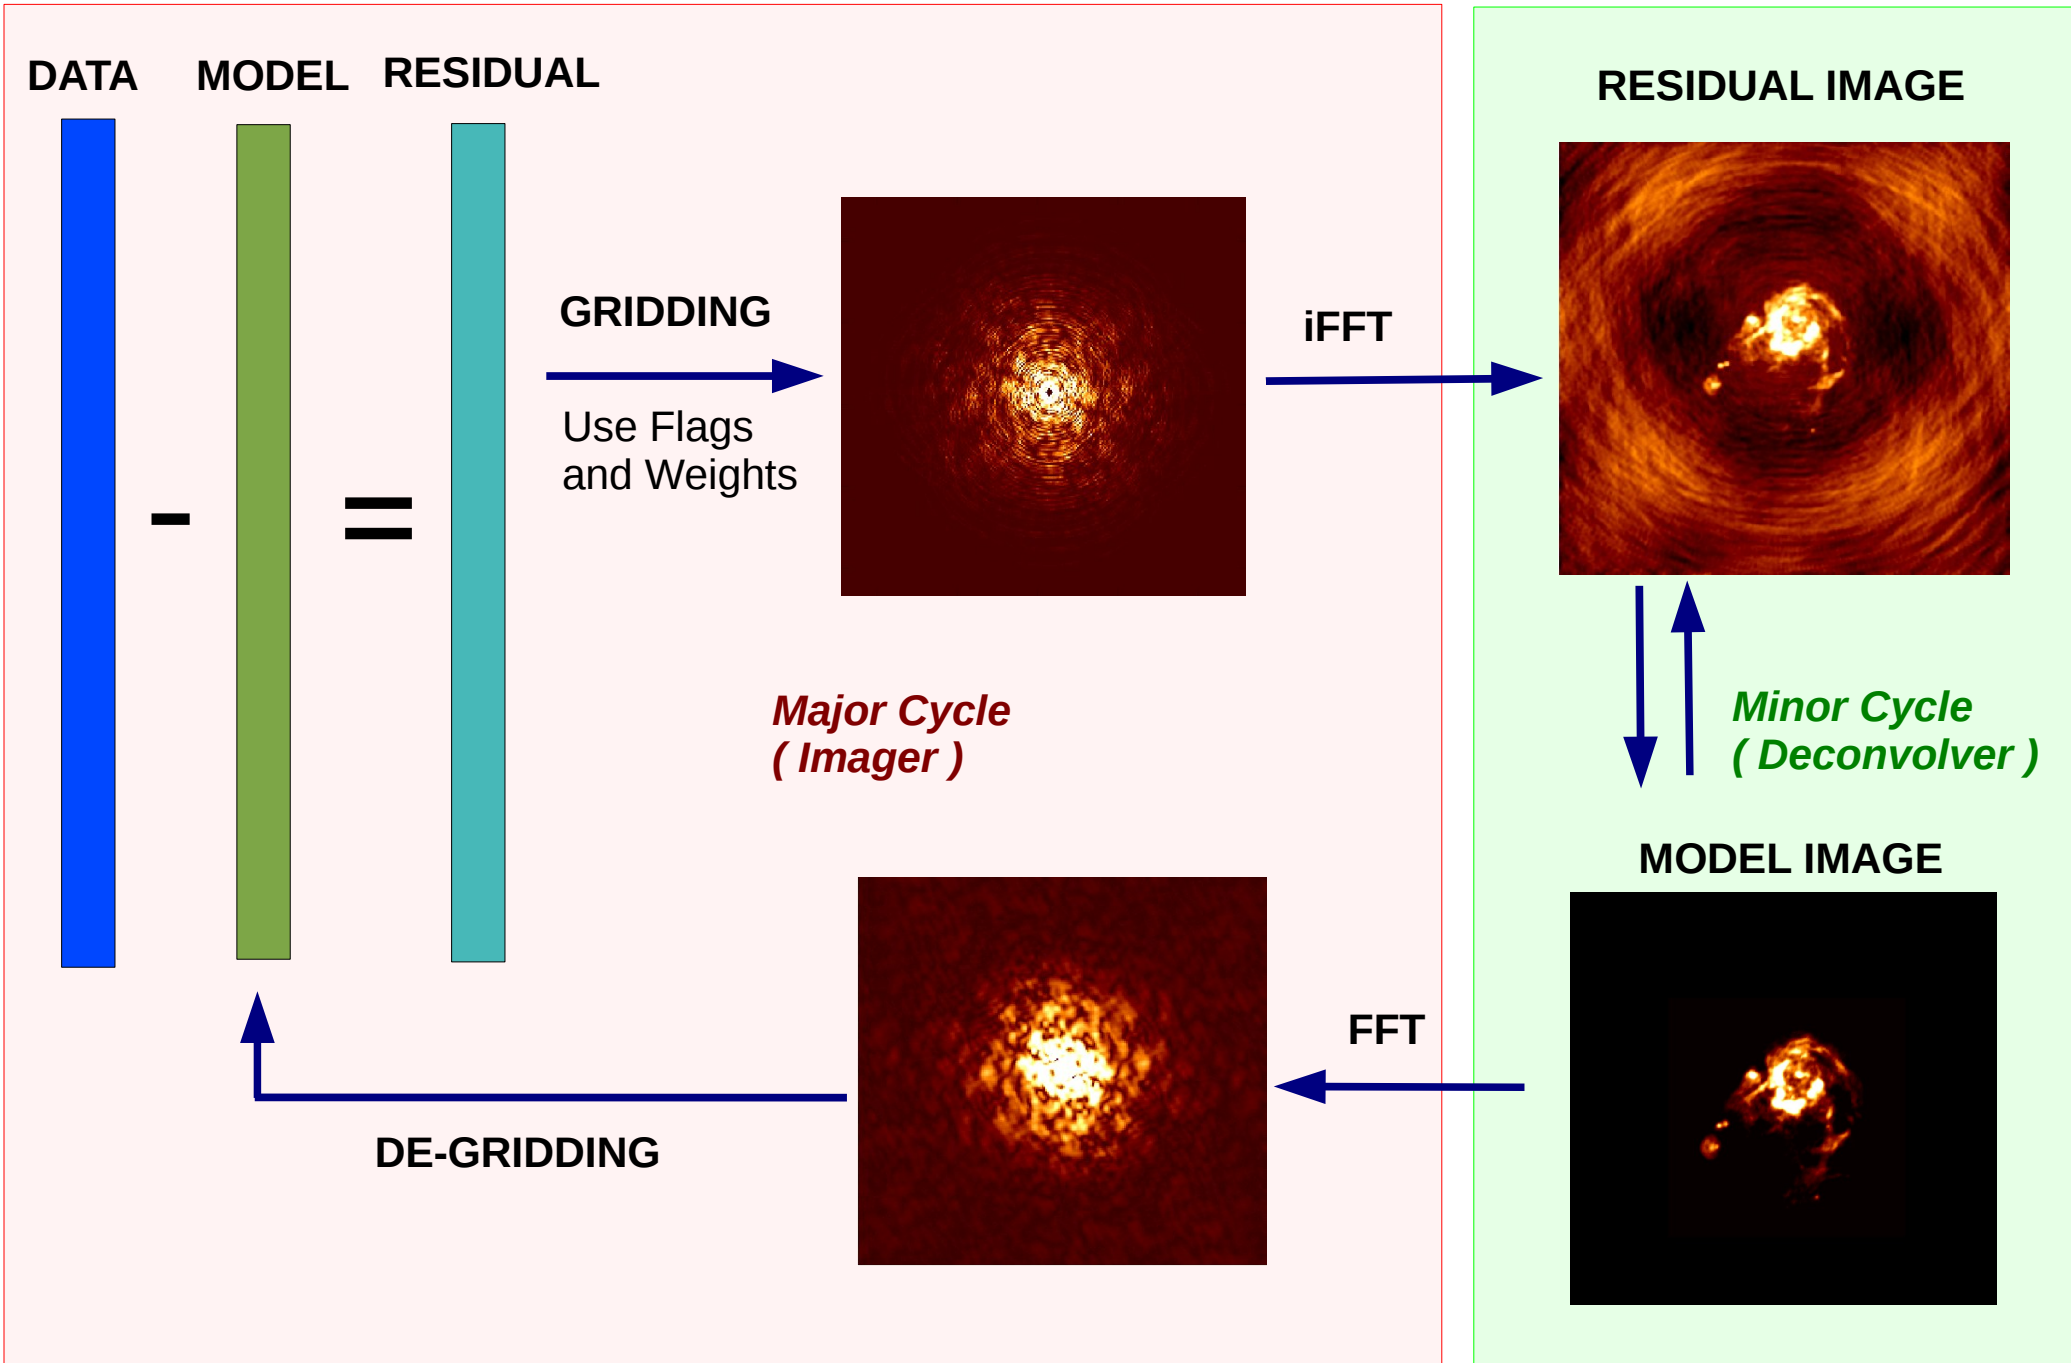 DATA
MODEL
RESIDUAL
-
=
GRIDDING
Use Flags
and Weights
iFFT
RESIDUAL IMAGE
Major Cycle
( Imager )
Minor Cycle
( Deconvolver )
MODEL IMAGE
FFT
DE-GRIDDING